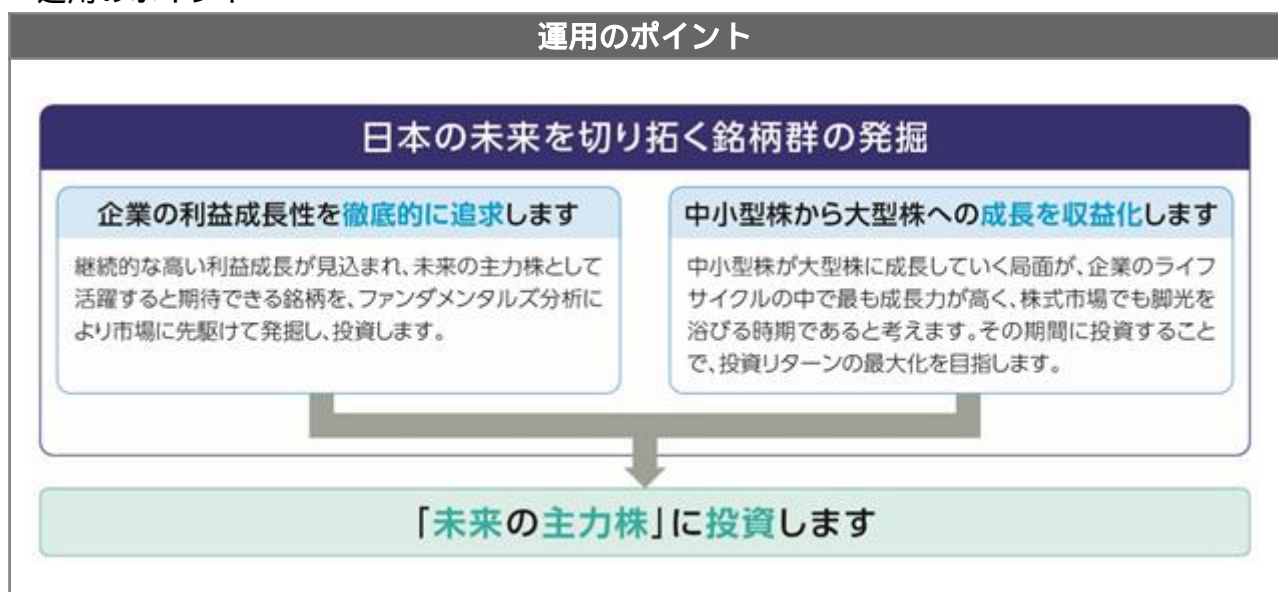 運用のポイント
日本の未来を切り拓く銘柄群の発掘
企業の利益成長性を徹底的に追求します
継続的な高い利益成長が見込まれ、未来の主力株として
活躍すると期待できる銘柄を、ファンダメンタルズ分析に
より市場に先駆けて発掘し、投資します。
中小型株から大型株への成長を収益化します
中小型株が大型株に成長していく局面が、企業のライフ
サイクルの中で最も成長力が高く、株式市場でも脚光を
浴びる時期であると考えます。その期間に投資すること
で、投資リターンの最大化を目指します。
「未来の主力株」に投資します